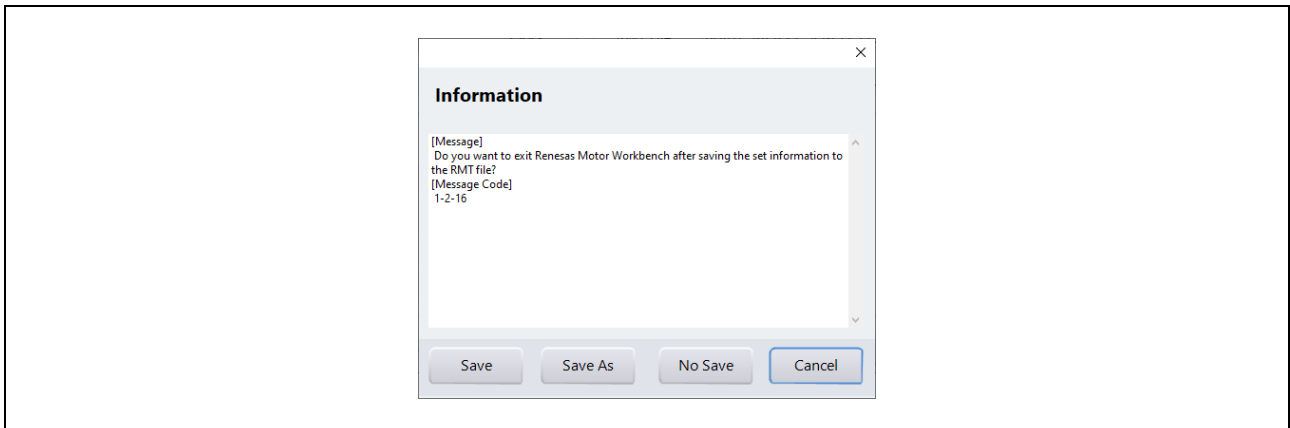 Information
[Message]
Do you want to exit Renesas Motor Workbench after saving the set information to
the RMT file?
[Message Code]
1-2-16
Save
Save As
No Save
Cancel